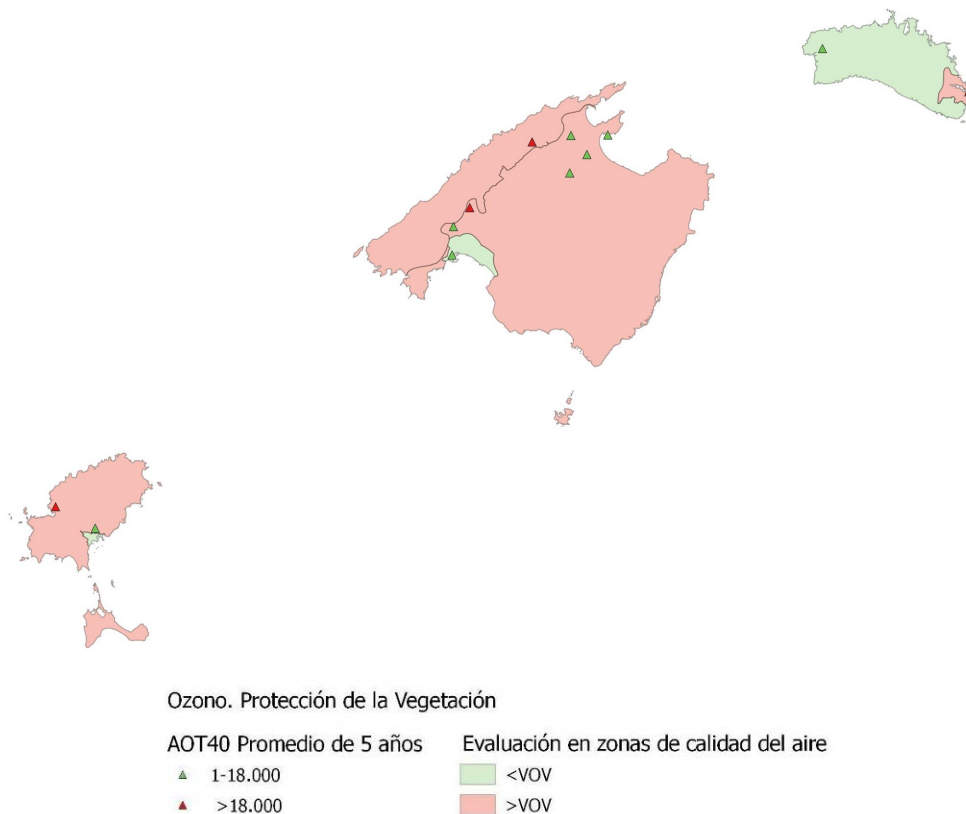 Ozono. Protección de la Vegetación
AOT40 Promedio de 5 años
1-18.000
>18.000
Evaluación en zonas de calidad del aire
<VOV
>VOV